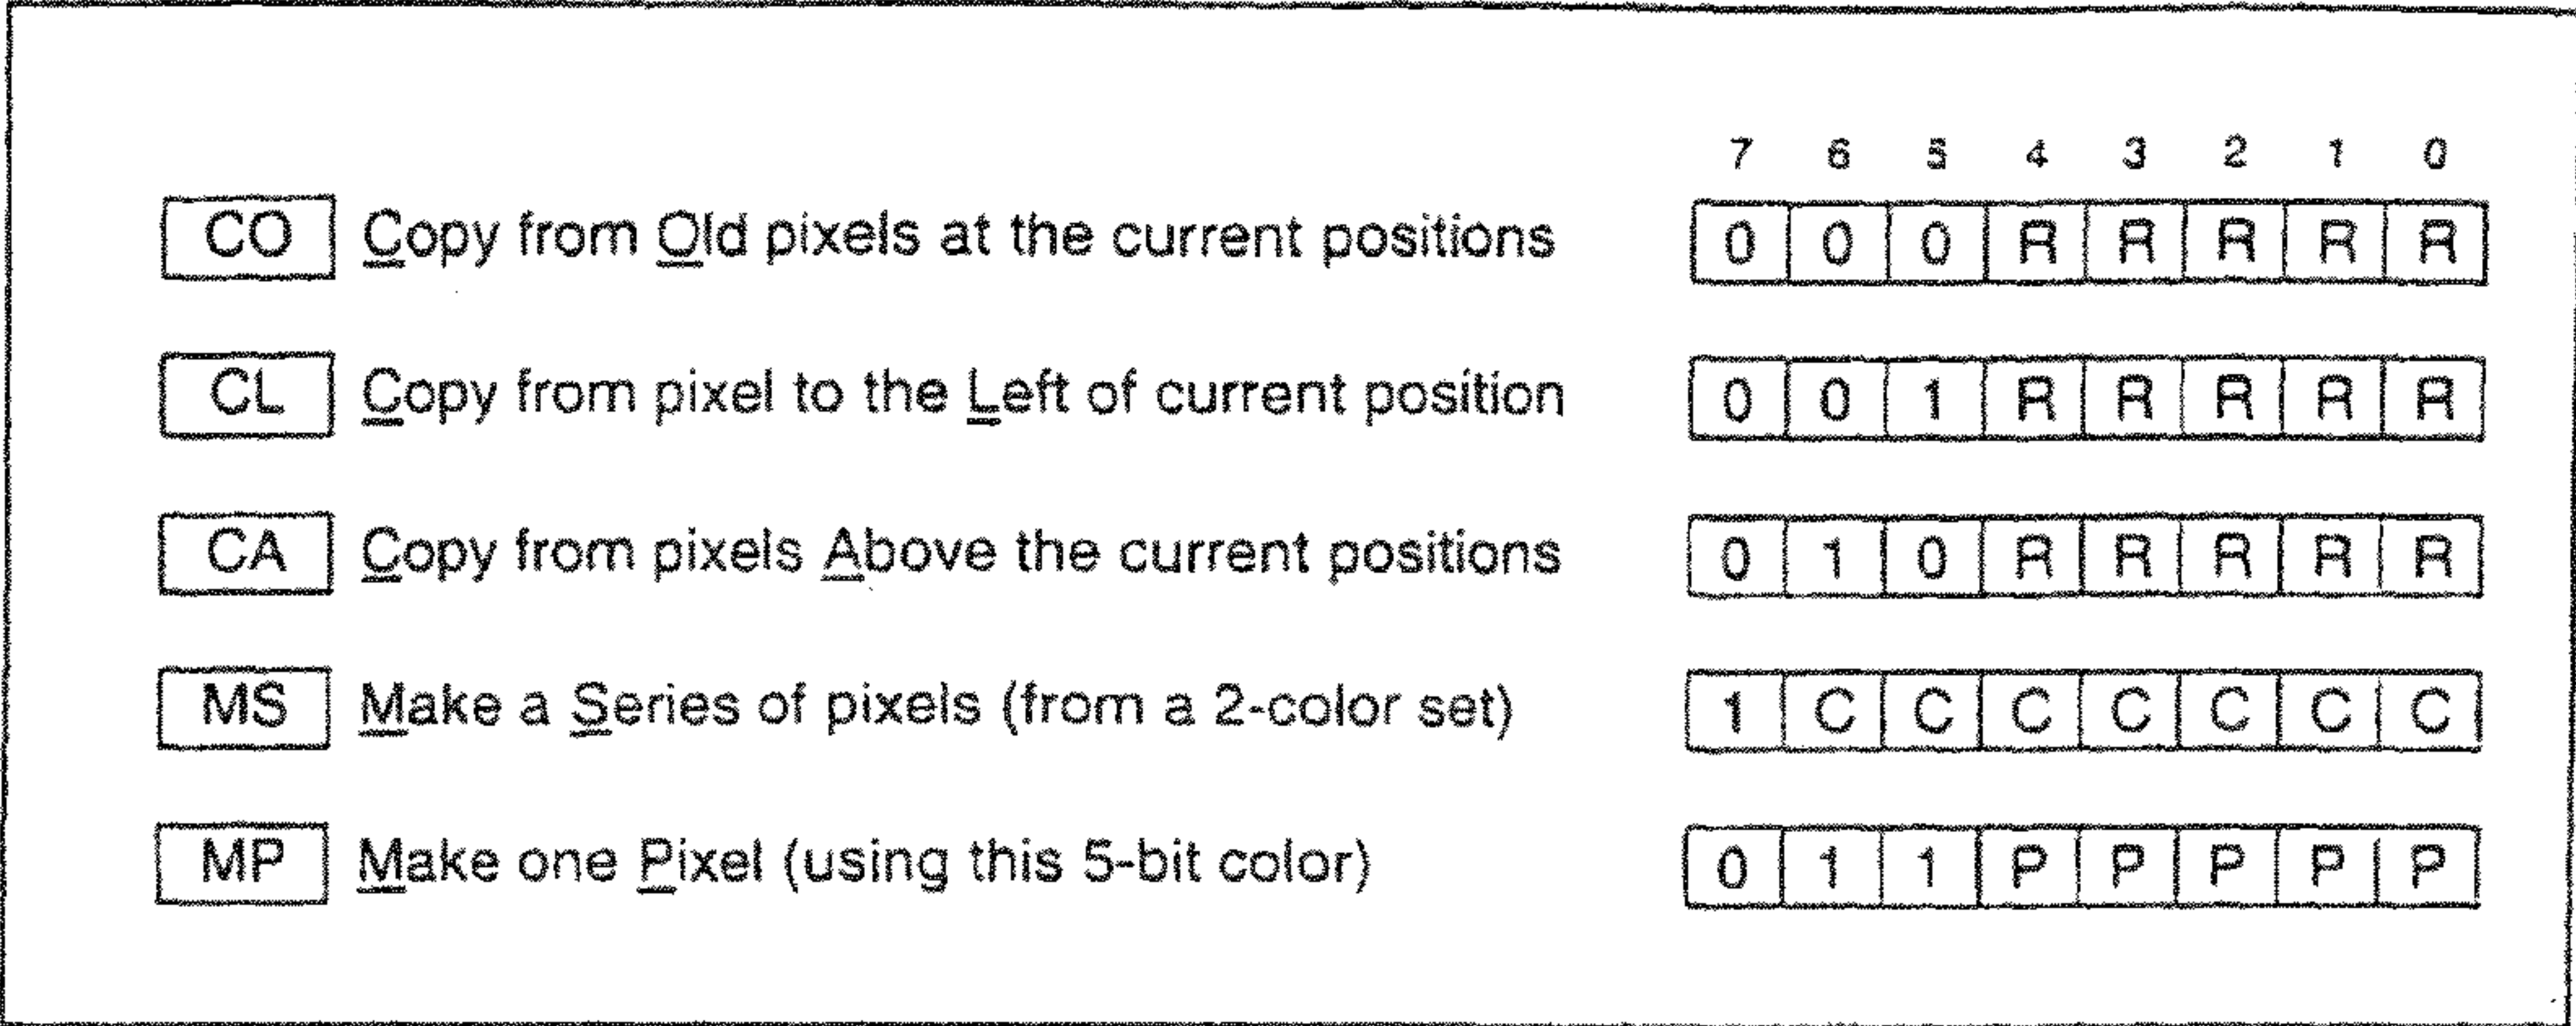 7 6 5 4 3 2 1 0
CO Copy from Old pixels at the current positions 0 0 0 R R R R R
CL Copy from pixel to the Left of current position 0 0 1 R R R R R
CA Copy from pixels Above the current positions 0 1 0 R R R R R
MS Make a Series of pixels (from a 2-color set) 1 C C C C C C C
MP Make one Pixel (using this 5-bit color) 0 1 1 P P P P P